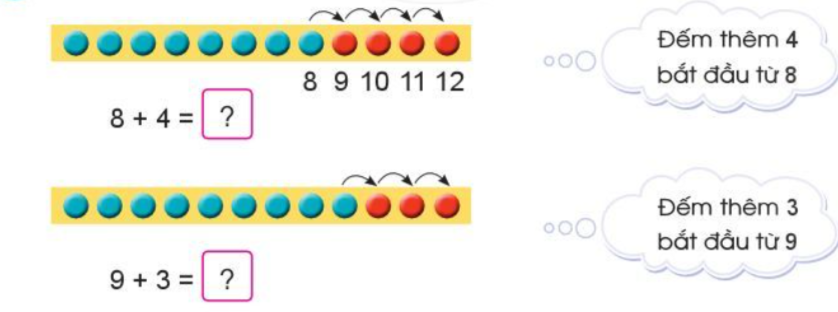 Đếm thêm 4
bắt đầu từ 8
8 9 10 11 12
8 + 4 = ?
Đếm thêm 3
bắt đầu từ 9
9 + 3 = ?